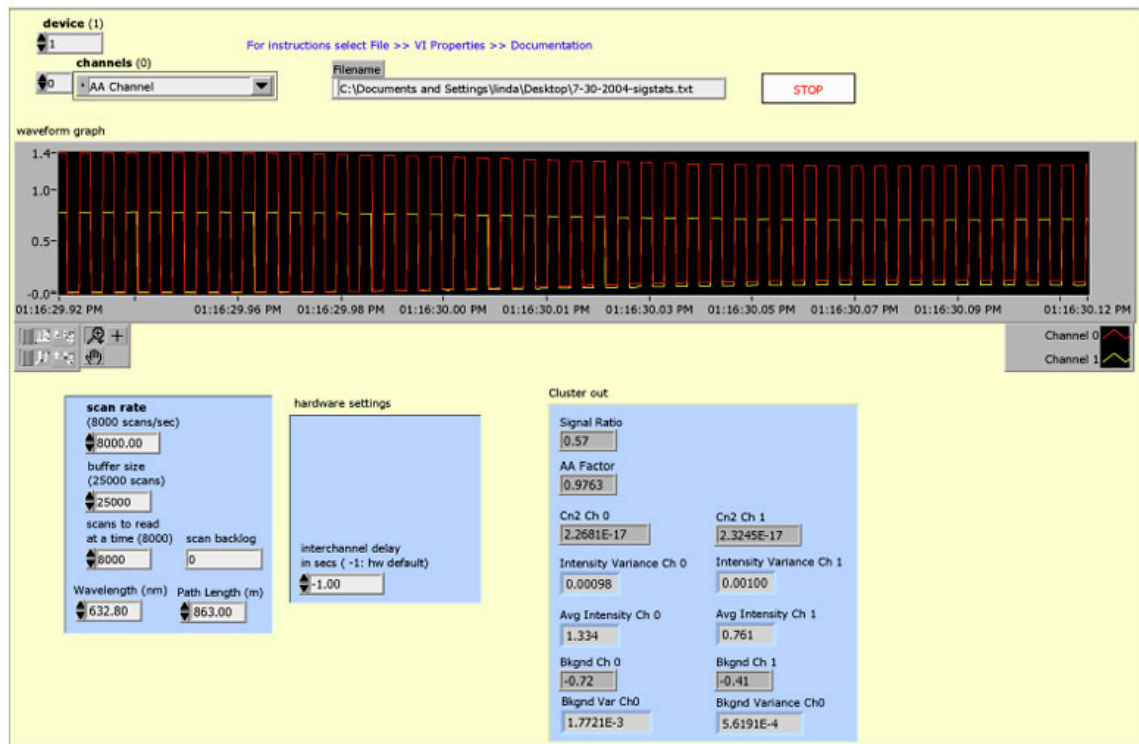 device (1)
1
For instructions select File >> VI Properties >> Documentation
channels (0)
0
AA Channel
Filename
C:\Documents and Settings\linda\Desktop\7-30-2004-sigstats.txt
STOP
waveform graph
1.4
1.0
0.5
-0.0
01:16:29.92 PM 01:16:29.96 PM 01:16:29.98 PM 01:16:30.00 PM 01:16:30.01 PM 01:16:30.03 PM 01:16:30.05 PM 01:16:30.07 PM 01:16:30.09 PM 01:16:30.12 PM
Channel 0
Channel 1
scan rate
(8000 scans/sec)
8000.00
buffer size
(25000 scans)
25000
scans to read
at a time (8000)
8000
scan backlog
0
Wavelength (nm)
632.80
Path Length (m)
863.00
hardware settings
interchannel delay
in secs ( -1: hw default)
-1.00
Cluster out
Signal Ratio
0.57
AA Factor
0.9763
Cn2 Ch 0
2.2681E-17
Cn2 Ch 1
2.3245E-17
Intensity Variance Ch 0
0.00098
Intensity Variance Ch 1
0.00100
Avg Intensity Ch 0
1.334
Avg Intensity Ch 1
0.761
Bkgnd Ch 0
-0.72
Bkgnd Ch 1
-0.41
Bkgnd Var Ch0
1.7721E-3
Bkgnd Variance Ch0
5.6191E-4